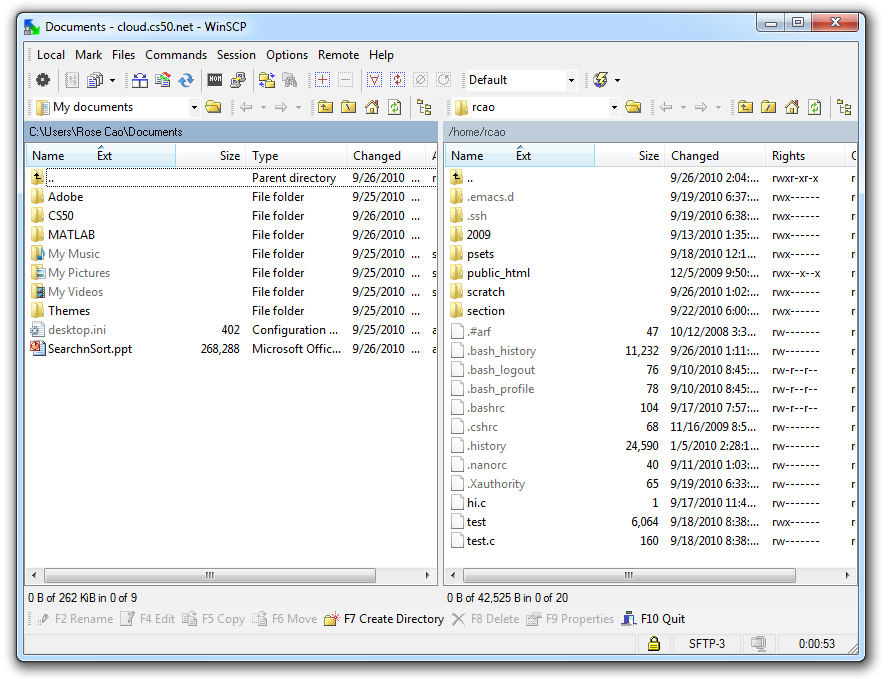 Documents - cloud.cs50.net - WinSCP
Local Mark Files Commands Session Options Remote Help
Default
My documents
rcao
C:\Users\Rose Cao\Documents
/home/rcao
Name Ext Size Type Changed A
.. Parent directory 9/26/2010 ... r
Adobe File folder 9/25/2010 ...
CS50 File folder 9/26/2010 ...
MATLAB File folder 9/26/2010 ...
My Music File folder 9/25/2010 ... s
My Pictures File folder 9/25/2010 ... s
My Videos File folder 9/25/2010 ... s
Themes File folder 9/25/2010 ...
desktop.ini 402 Configuration ... 9/25/2010 ... a
SearchnSort.ppt 268,288 Microsoft Offic... 9/26/2010 ... a
Name Ext Size Changed Rights
.. 9/26/2010 2:04:... rwxr-xr-x r
.emacs.d 9/19/2010 6:37:... rwx------ r
.ssh 9/19/2010 6:38:... rwx------ r
2009 9/13/2010 1:35:... rwx------ r
psets 9/18/2010 12:1... rwx------ r
public_html 12/5/2009 9:50:... rwx--x--x r
scratch 9/26/2010 1:02:... rwx------ r
section 9/22/2010 6:00:... rwx------ r
.#arf 47 10/12/2008 3:3... rw------- r
.bash_history 11,232 9/26/2010 1:11:... rw------- r
.bash_logout 76 9/10/2010 8:45:... rw-r--r-- r
.bash_profile 78 9/10/2010 8:45:... rw-r--r-- r
.bashrc 104 9/17/2010 7:57:... rw-r--r-- r
.cshrc 68 11/16/2009 8:5... rw------- r
.history 24,590 1/5/2010 2:28:1... rw------- r
.nanorc 40 9/11/2010 1:03:... rw------- r
.Xauthority 65 9/19/2010 6:33:... rw------- r
hi.c 1 9/17/2010 11:4... rw------- r
test 6,064 9/18/2010 8:38:... rwx------ r
test.c 160 9/18/2010 8:38:... rw------- r
0 B of 262 KiB in 0 of 9
0 B of 42,525 B in 0 of 20
F2 Rename F4 Edit F5 Copy F6 Move F7 Create Directory F8 Delete F9 Properties F10 Quit
SFTP-3 0:00:53